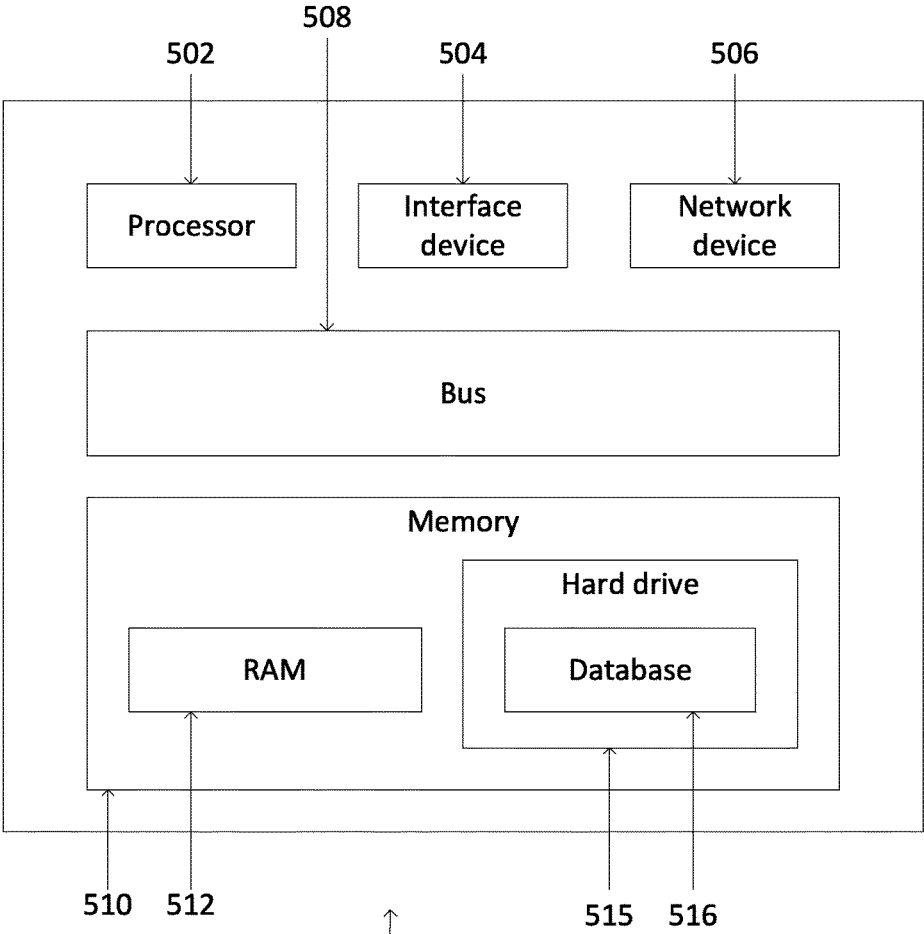 508
502 504 506
Processor
Interface
device
Network
device
Bus
Memory
Hard drive
RAM
Database
510 512 515 516